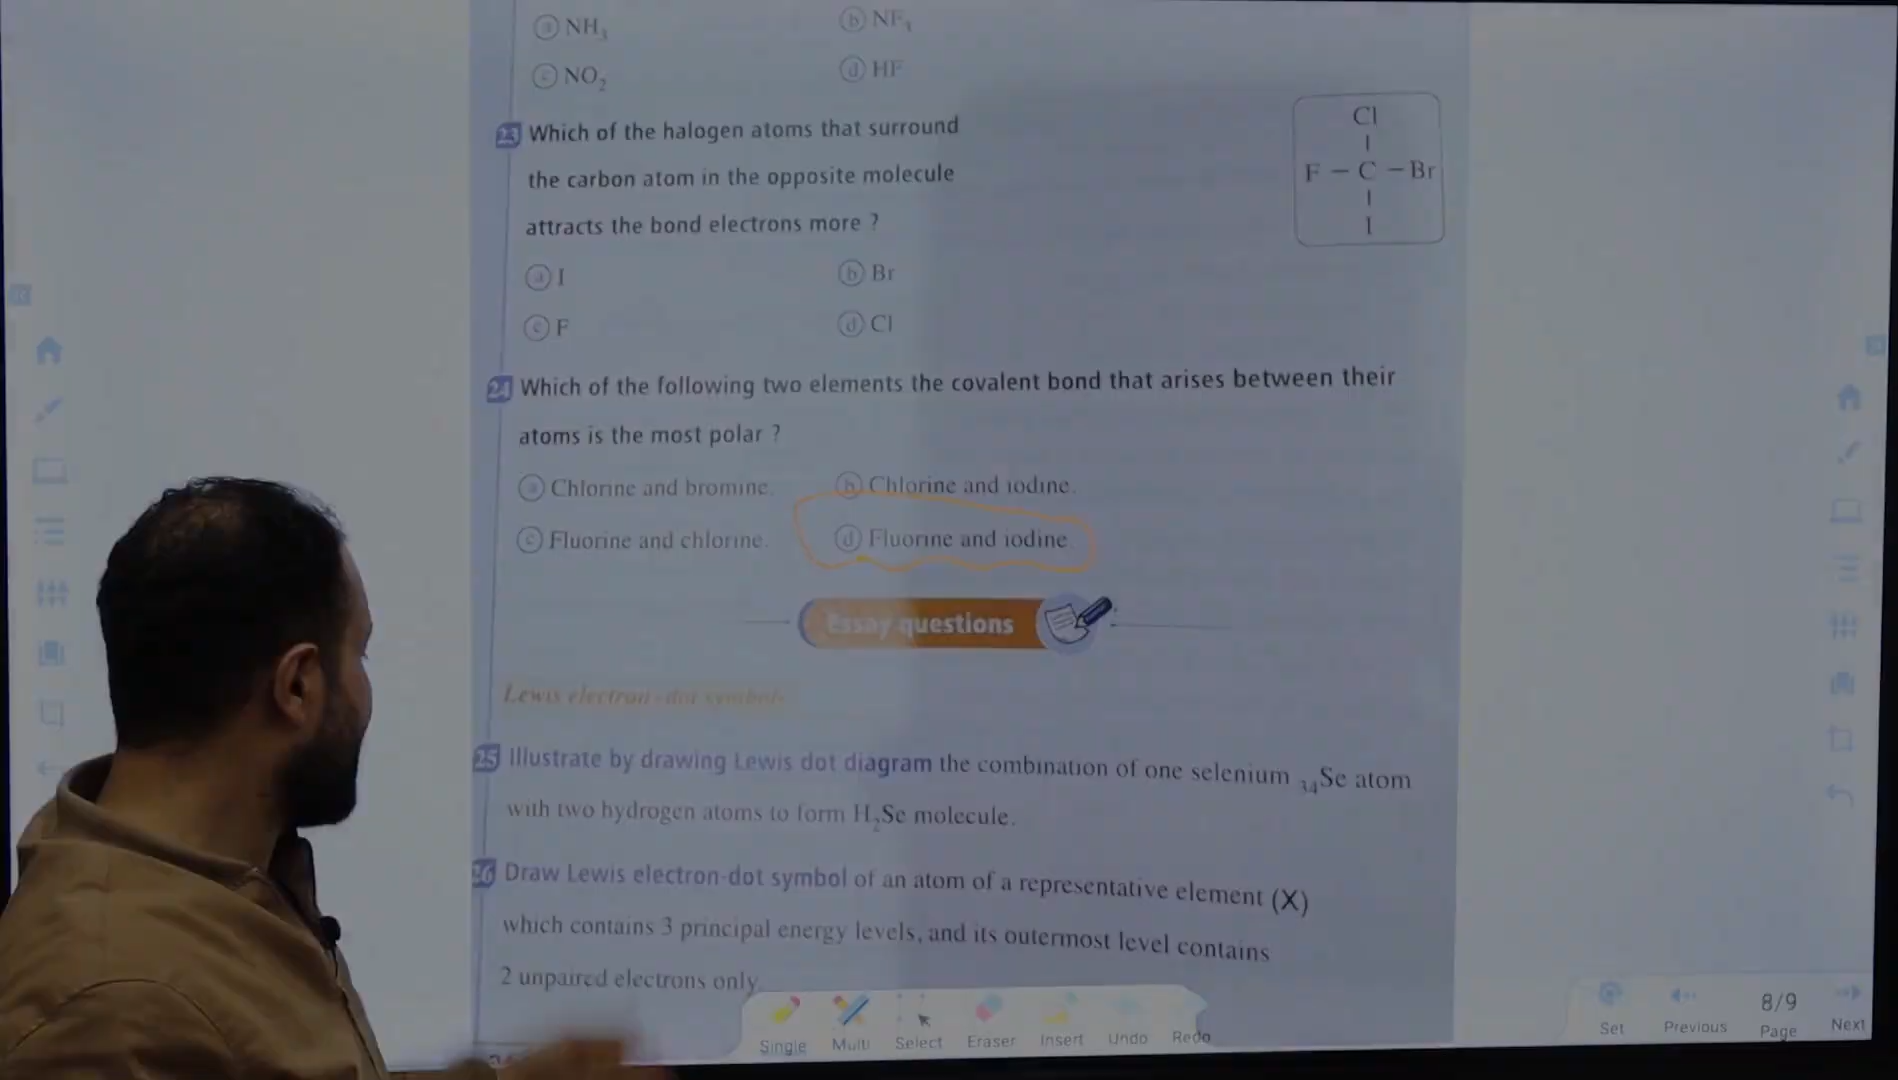 a NH3
b NF3
c NO2
d HF
23 Which of the halogen atoms that surround
the carbon atom in the opposite molecule
attracts the bond electrons more ?
Cl
F – C – Br
I
a I
b Br
c F
d Cl
24 Which of the following two elements the covalent bond that arises between their
atoms is the most polar ?
a Chlorine and bromine.
b Chlorine and iodine.
c Fluorine and chlorine.
d Fluorine and iodine.
Essay questions
Lewis electron-dot symbols
25 Illustrate by drawing Lewis dot diagram the combination of one selenium 34Se atom
with two hydrogen atoms to form H2Se molecule.
26 Draw Lewis electron-dot symbol of an atom of a representative element (X)
which contains 3 principal energy levels, and its outermost level contains
2 unpaired electrons only.
Single Multi Select Eraser Insert Undo Redo
Set Previous 8/9 Page Next